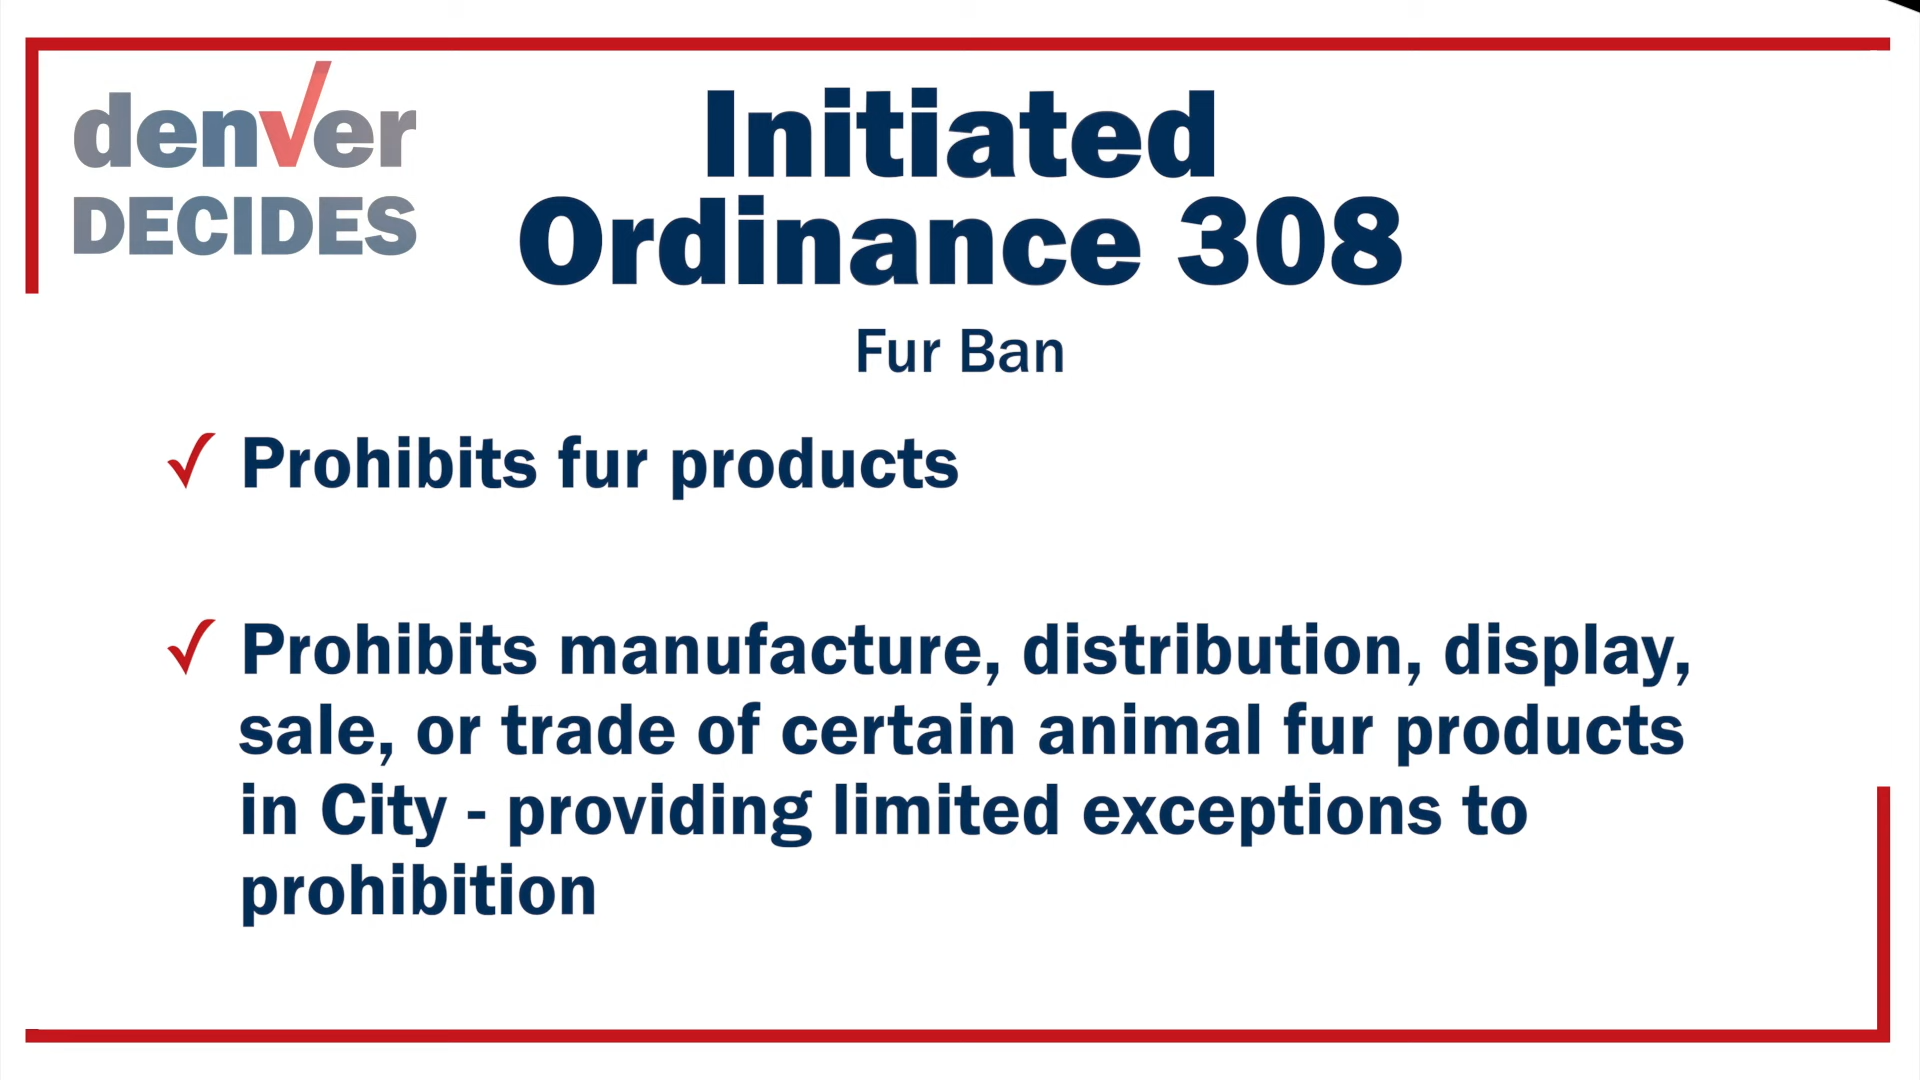 denver
DECIDES
Initiated
Ordinance 308
Fur Ban
Prohibits fur products
Prohibits manufacture, distribution, display,
sale, or trade of certain animal fur products
in City - providing limited exceptions to
prohibition